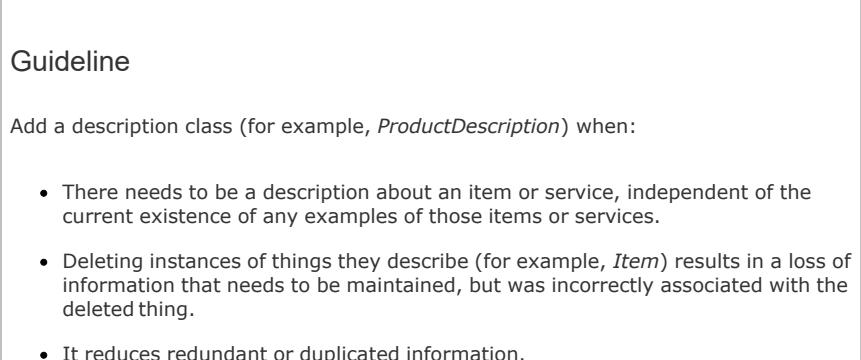 Guideline
Add a description class (for example, ProductDescription) when:
• There needs to be a description about an item or service, independent of the
current existence of any examples of those items or services.
• Deleting instances of things they describe (for example, Item) results in a loss of
information that needs to be maintained, but was incorrectly associated with the
deleted thing.
• It reduces redundant or duplicated information.